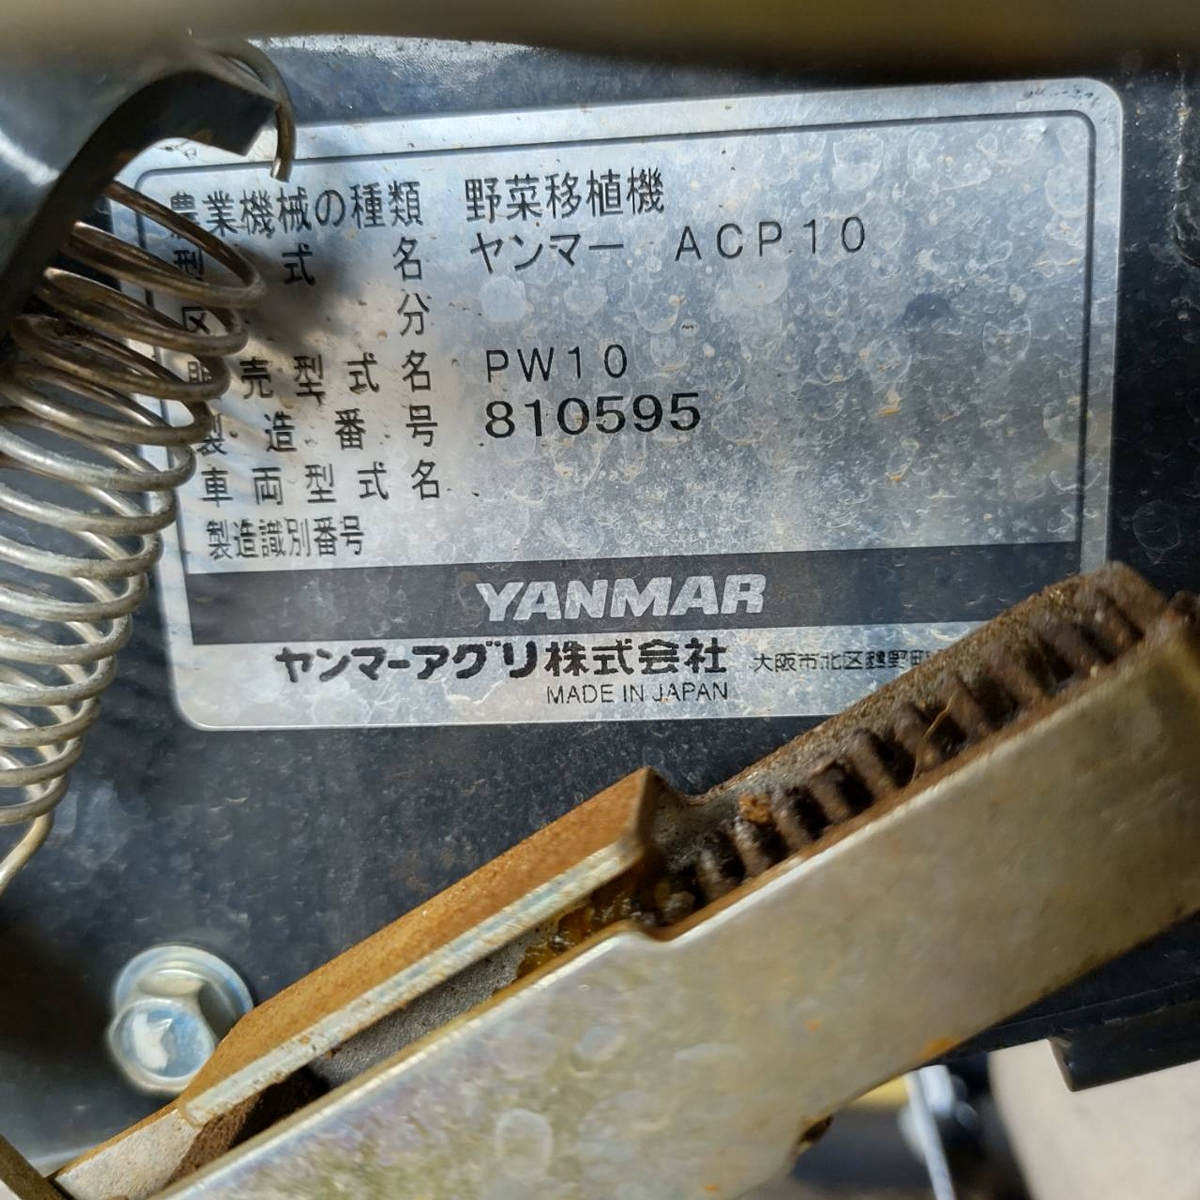 農業機械の種類 野菜移植機
型式名 ヤンマー ACP10
区分
販売型式名 PW10
製造番号 810595
車両型式名
製造識別番号
YANMAR
ヤンマーアグリ株式会社 大阪市北区鶴野町
MADE IN JAPAN